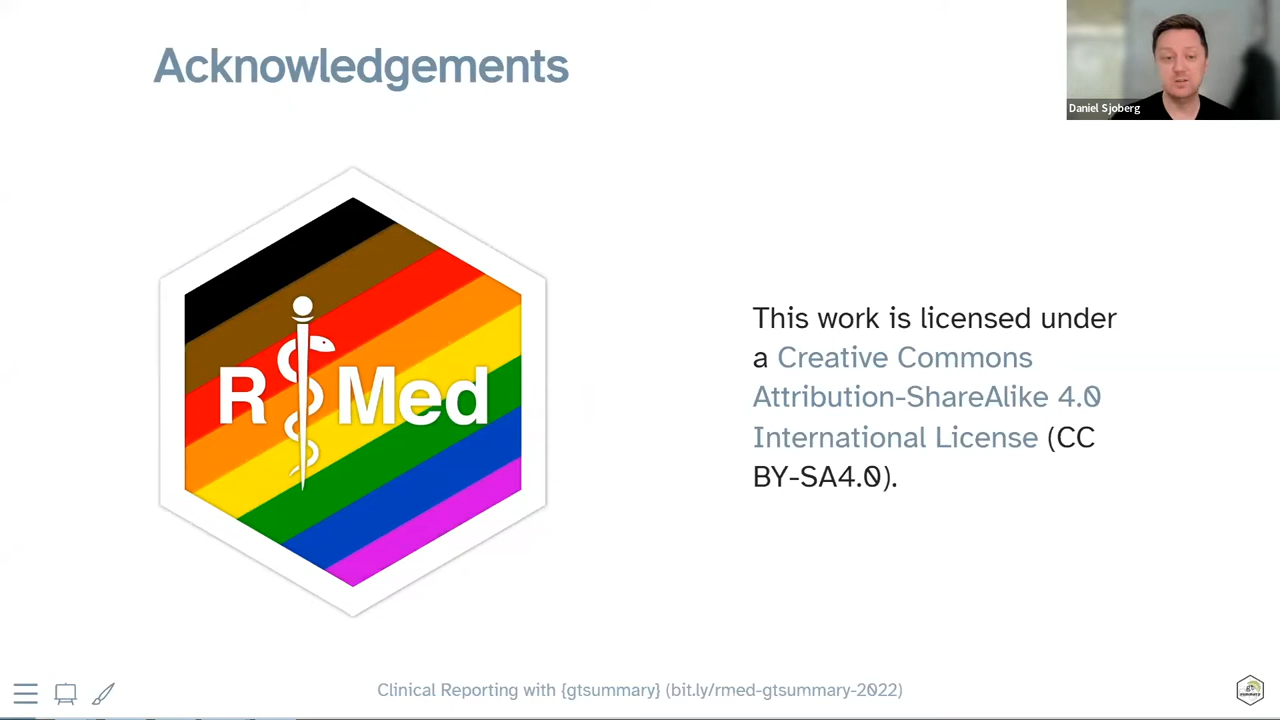 Acknowledgements
Daniel Sjoberg
R Med
This work is licensed under
a Creative Commons
Attribution-ShareAlike 4.0
International License (CC
BY-SA4.0).
Clinical Reporting with {gtsummary} (bit.ly/rmed-gtsummary-2022)